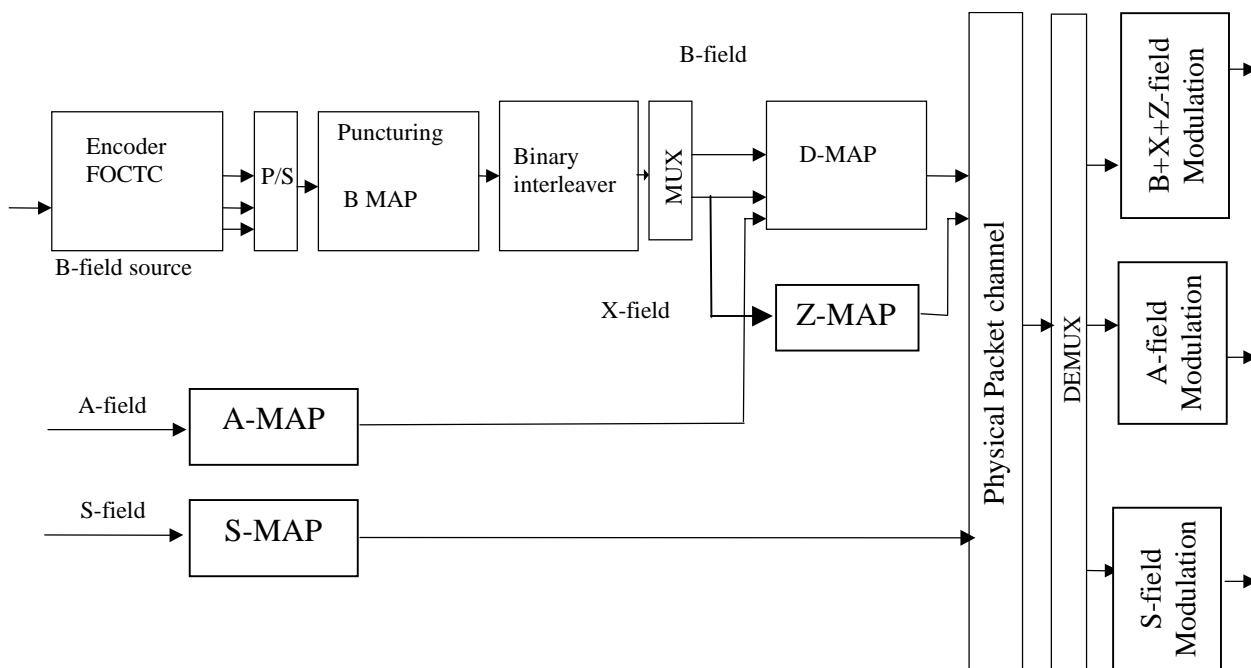 B-field
Encoder
FOCTC
P/S
Puncturing
B MAP
Binary
interleaver
MUX
D-MAP
B-field source
X-field
Z-MAP
A-field
A-MAP
S-field
S-MAP
Physical Packet channel
DEMUX
B+X+Z-field
Modulation
A-field
Modulation
S-field
Modulation